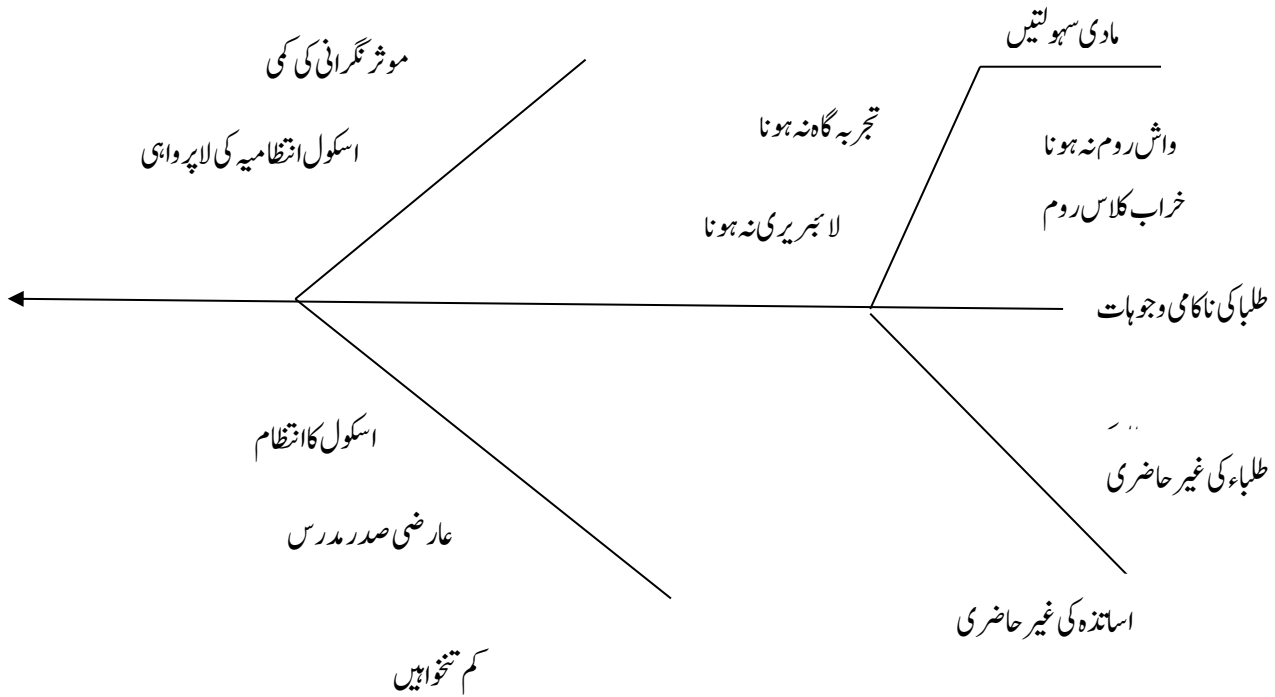 مادی سہولتیں
موثر نگرانی کی کمی
تجربہ گاہ نہ ہونا
واش روم نہ ہونا
اسکول انتظامیہ کی لاپرواہی
خراب کلاس روم
لائبریری نہ ہونا
طلبا کی ناکامی وجوہات
اسکول کا انتظام
طلباء کی غیر حاضری
عارضی صدر مدرس
اساتذہ کی غیر حاضری
کم تنخواہیں